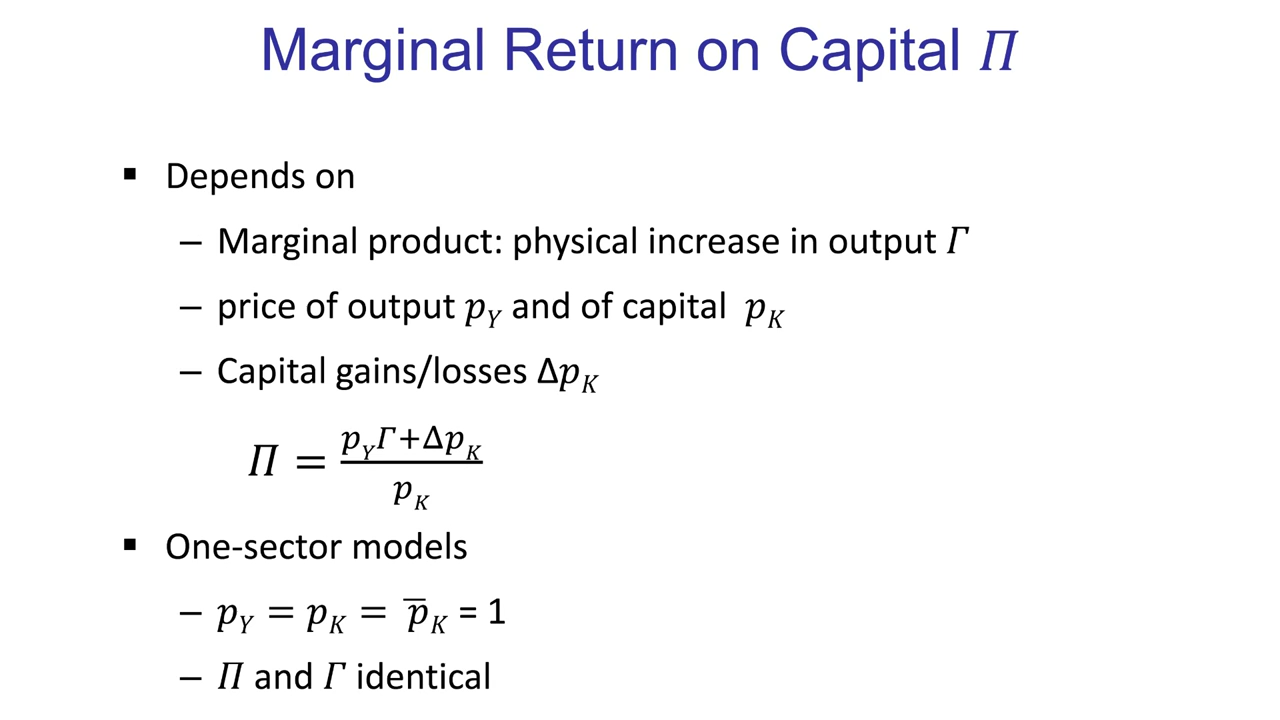 Marginal Return on Capital 𝛱
▪ Depends on
– Marginal product: physical increase in output 𝛤
– price of output 𝑝_𝑌 and of capital 𝑝_𝐾
– Capital gains/losses Δ𝑝_𝐾
𝛱 = (𝑝_𝑌𝛤+Δ𝑝_𝐾)/𝑝_𝐾
▪ One-sector models
– 𝑝_𝑌 = 𝑝_𝐾 = 𝑝̅_𝐾 = 1
– 𝛱 and 𝛤 identical